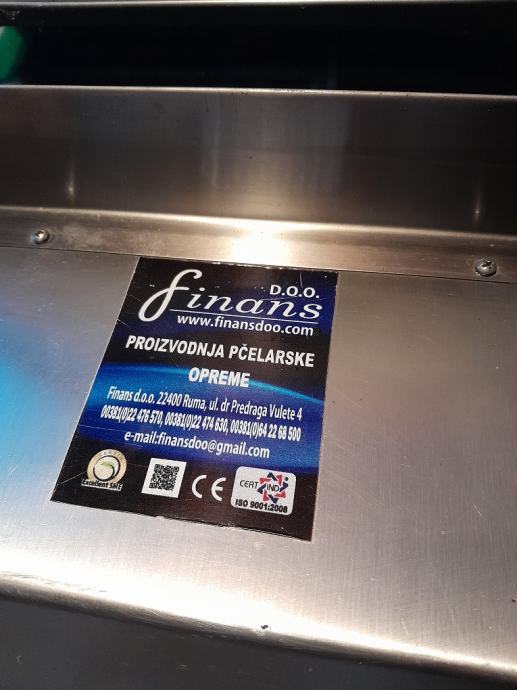 D.O.O.
Finans
www.finansdoo.com
PROIZVODNJA PČELARSKE
OPREME
Finans d.o.o. 22400 Ruma, ul. dr Predraga Vulete 4
00381(0)22 476 570, 00381(0)22 474 630, 00381(0)64 22 68 500
e-mail:finansdoo@gmail.com
Excellent SME
CE
CERT IND
ISO 9001:2008